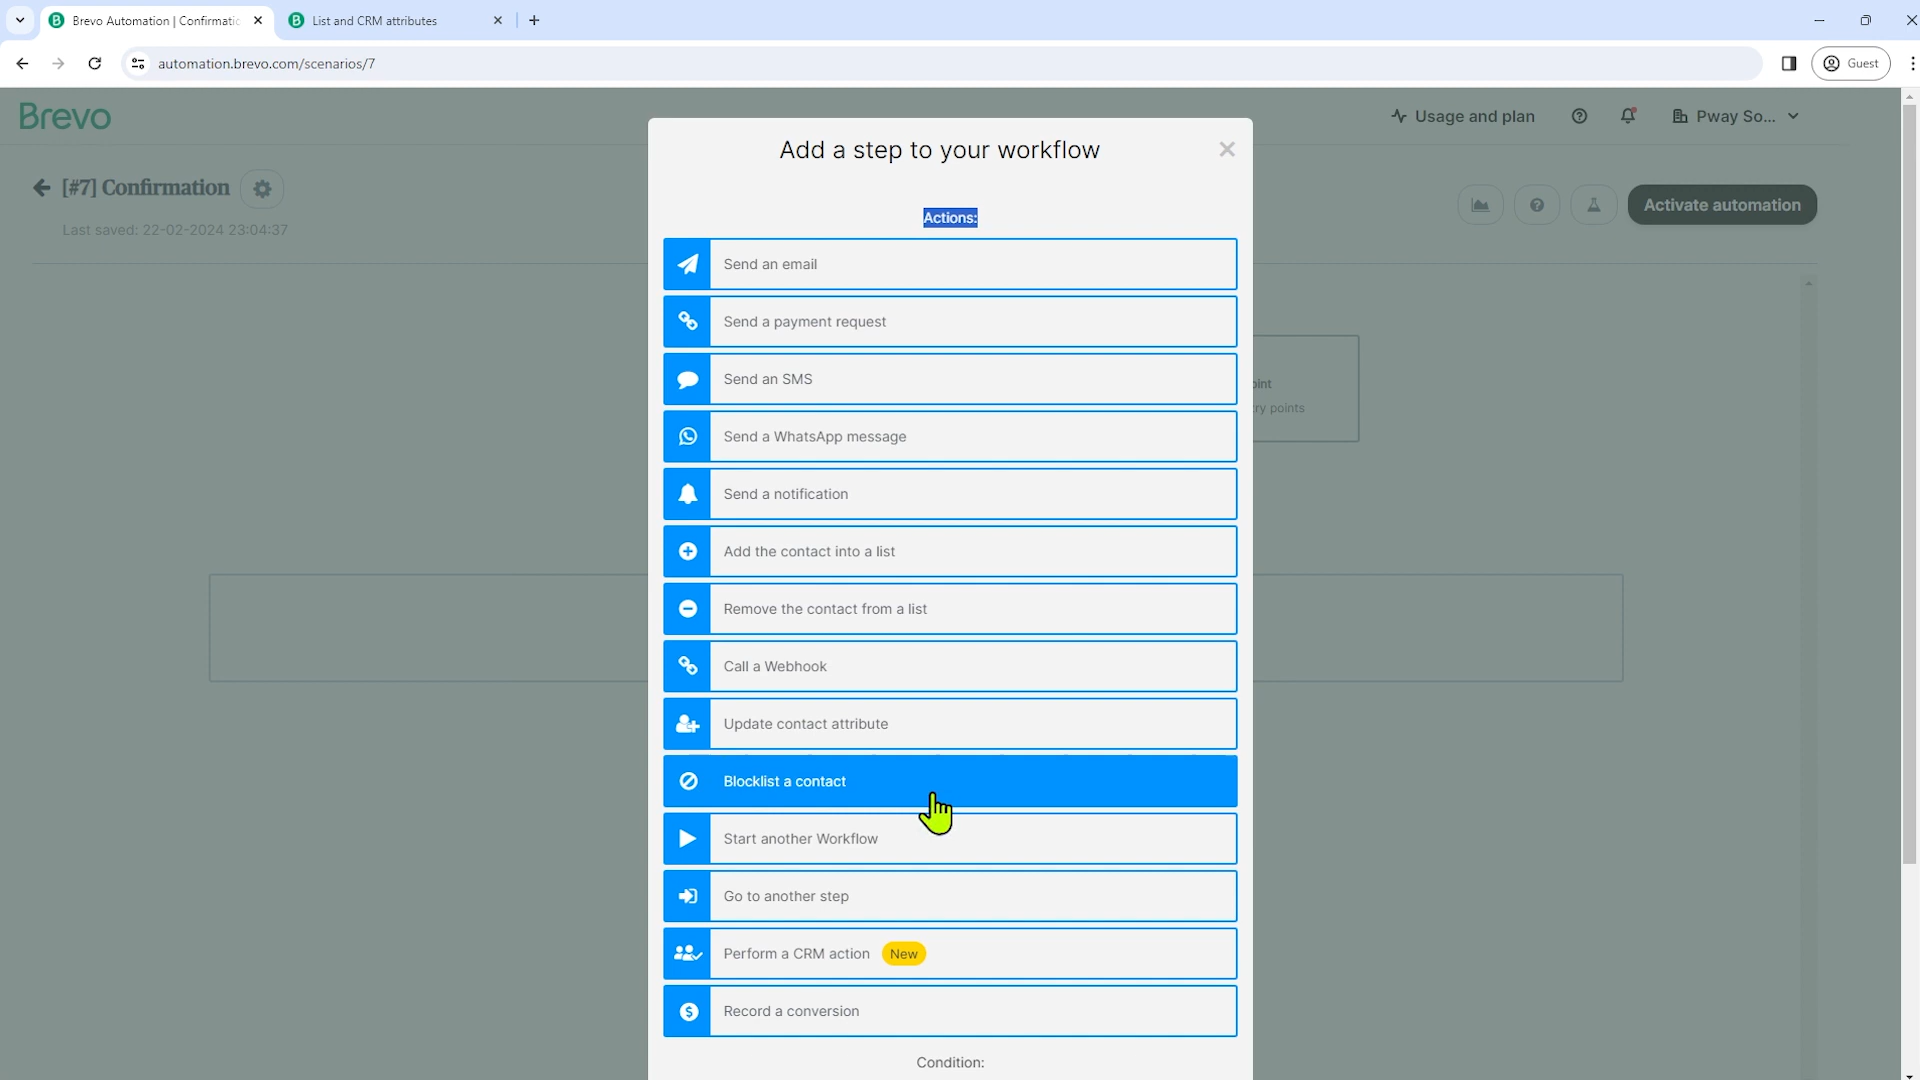 Brevo Automation | Confirmatic
List and CRM attributes
automation.brevo.com/scenarios/7
Guest
Brevo
Usage and plan
Pway So...
[#7] Confirmation
Last saved: 22-02-2024 23:04:37
Activate automation
Add a step to your workflow
Actions:
Send an email
Send a payment request
Send an SMS
oint
ry points
Send a WhatsApp message
Send a notification
Add the contact into a list
Remove the contact from a list
Call a Webhook
Update contact attribute
Blocklist a contact
Start another Workflow
Go to another step
Perform a CRM action New
Record a conversion
Condition: